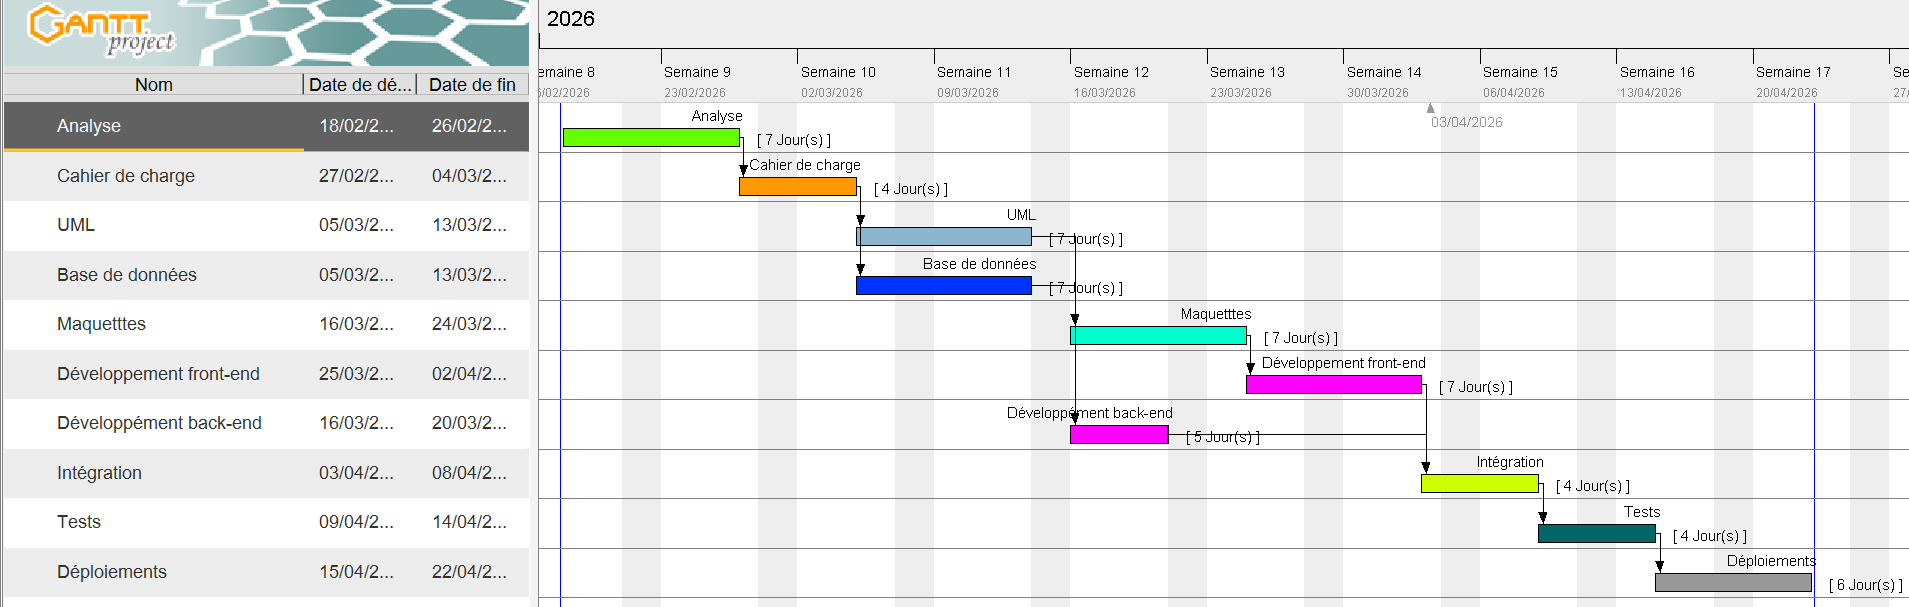 GANTT
project
2026
emaine 8
Semaine 9
Semaine 10
Semaine 11
Semaine 12
Semaine 13
Semaine 14
Semaine 15
Semaine 16
Semaine 17
Se
/02/2026
23/02/2026
02/03/2026
09/03/2026
16/03/2026
23/03/2026
30/03/2026
06/04/2026
13/04/2026
20/04/2026
27/
03/04/2026
Nom Date de dé... Date de fin
Analyse 18/02/2... 26/02/2...
Cahier de charge 27/02/2... 04/03/2...
UML 05/03/2... 13/03/2...
Base de données 05/03/2... 13/03/2...
Maquetttes 16/03/2... 24/03/2...
Développement front-end 25/03/2... 02/04/2...
Développément back-end 16/03/2... 20/03/2...
Intégration 03/04/2... 08/04/2...
Tests 09/04/2... 14/04/2...
Déploiements 15/04/2... 22/04/2...
Analyse
[ 7 Jour(s) ]
Cahier de charge
[ 4 Jour(s) ]
UML
[ 7 Jour(s) ]
Base de données
[ 7 Jour(s) ]
Maquetttes
[ 7 Jour(s) ]
Développement front-end
[ 7 Jour(s) ]
Développément back-end
[ 5 Jour(s) ]
Intégration
[ 4 Jour(s) ]
Tests
[ 4 Jour(s) ]
Déploiements
[ 6 Jour(s) ]